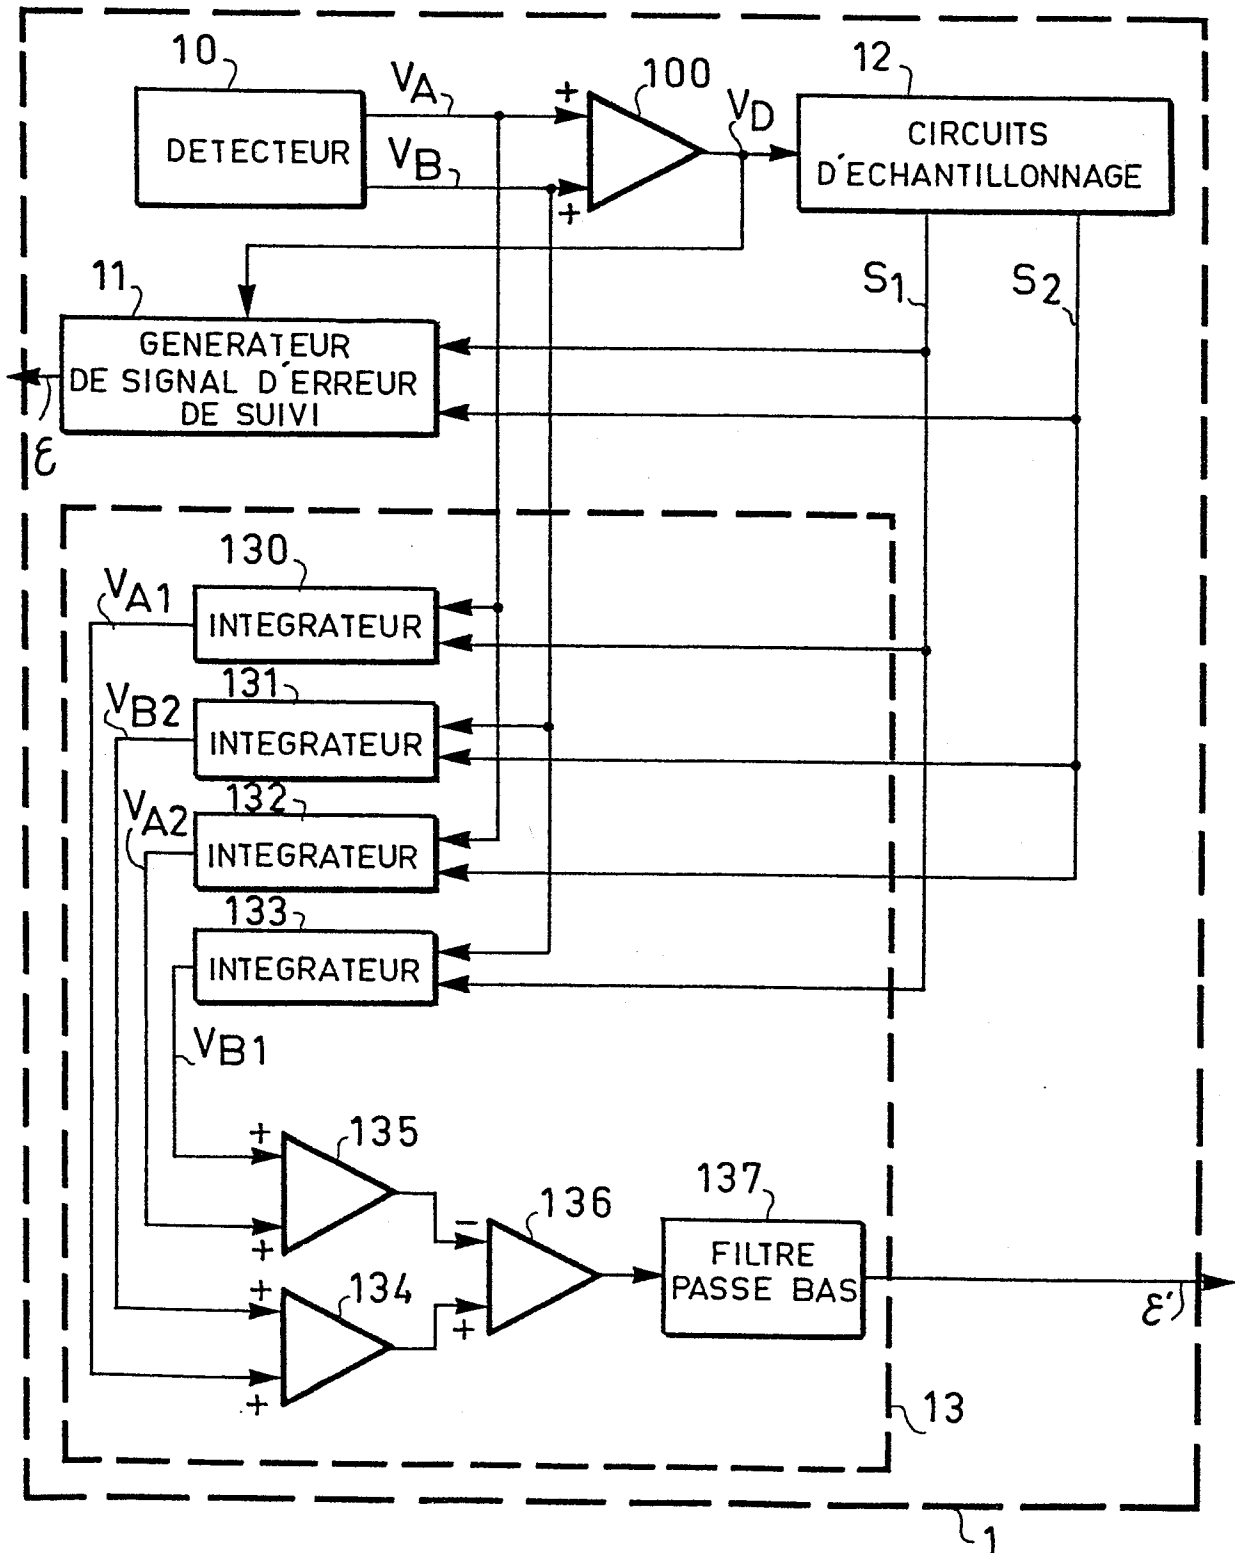 10
DETECTEUR
VA
VB
+
+
100
VD
12
CIRCUITS
D'ECHANTILLONNAGE
11
GENERATEUR
DE SIGNAL D'ERREUR
DE SUIVI
ε
S1
S2
130
INTEGRATEUR
VA1
131
INTEGRATEUR
VB2
132
INTEGRATEUR
VA2
133
INTEGRATEUR
VB1
+
135
+
+
134
+
−
136
+
137
FILTRE
PASSE BAS
ε'
13
1